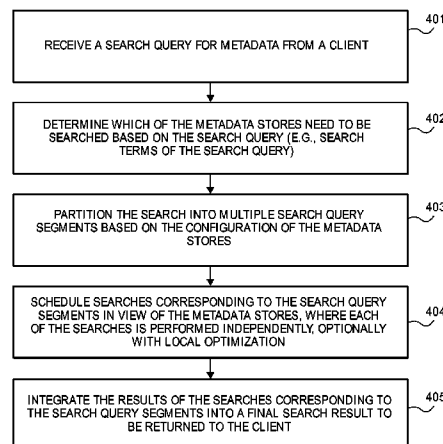 401
RECEIVE A SEARCH QUERY FOR METADATA FROM A CLIENT
402
DETERMINE WHICH OF THE METADATA STORES NEED TO BE
SEARCHED BASED ON THE SEARCH QUERY (E.G., SEARCH
TERMS OF THE SEARCH QUERY)
403
PARTITION THE SEARCH INTO MULTIPLE SEARCH QUERY
SEGMENTS BASED ON THE CONFIGURATION OF THE METADATA
STORES
404
SCHEDULE SEARCHES CORRESPONDING TO THE SEARCH QUERY
SEGMENTS IN VIEW OF THE METADATA STORES, WHERE EACH
OF THE SEARCHES IS PERFORMED INDEPENDENTLY, OPTIONALLY
WITH LOCAL OPTIMIZATION
405
INTEGRATE THE RESULTS OF THE SEARCHES CORRESPONDING TO
THE SEARCH QUERY SEGMENTS INTO A FINAL SEARCH RESULT TO
BE RETURNED TO THE CLIENT